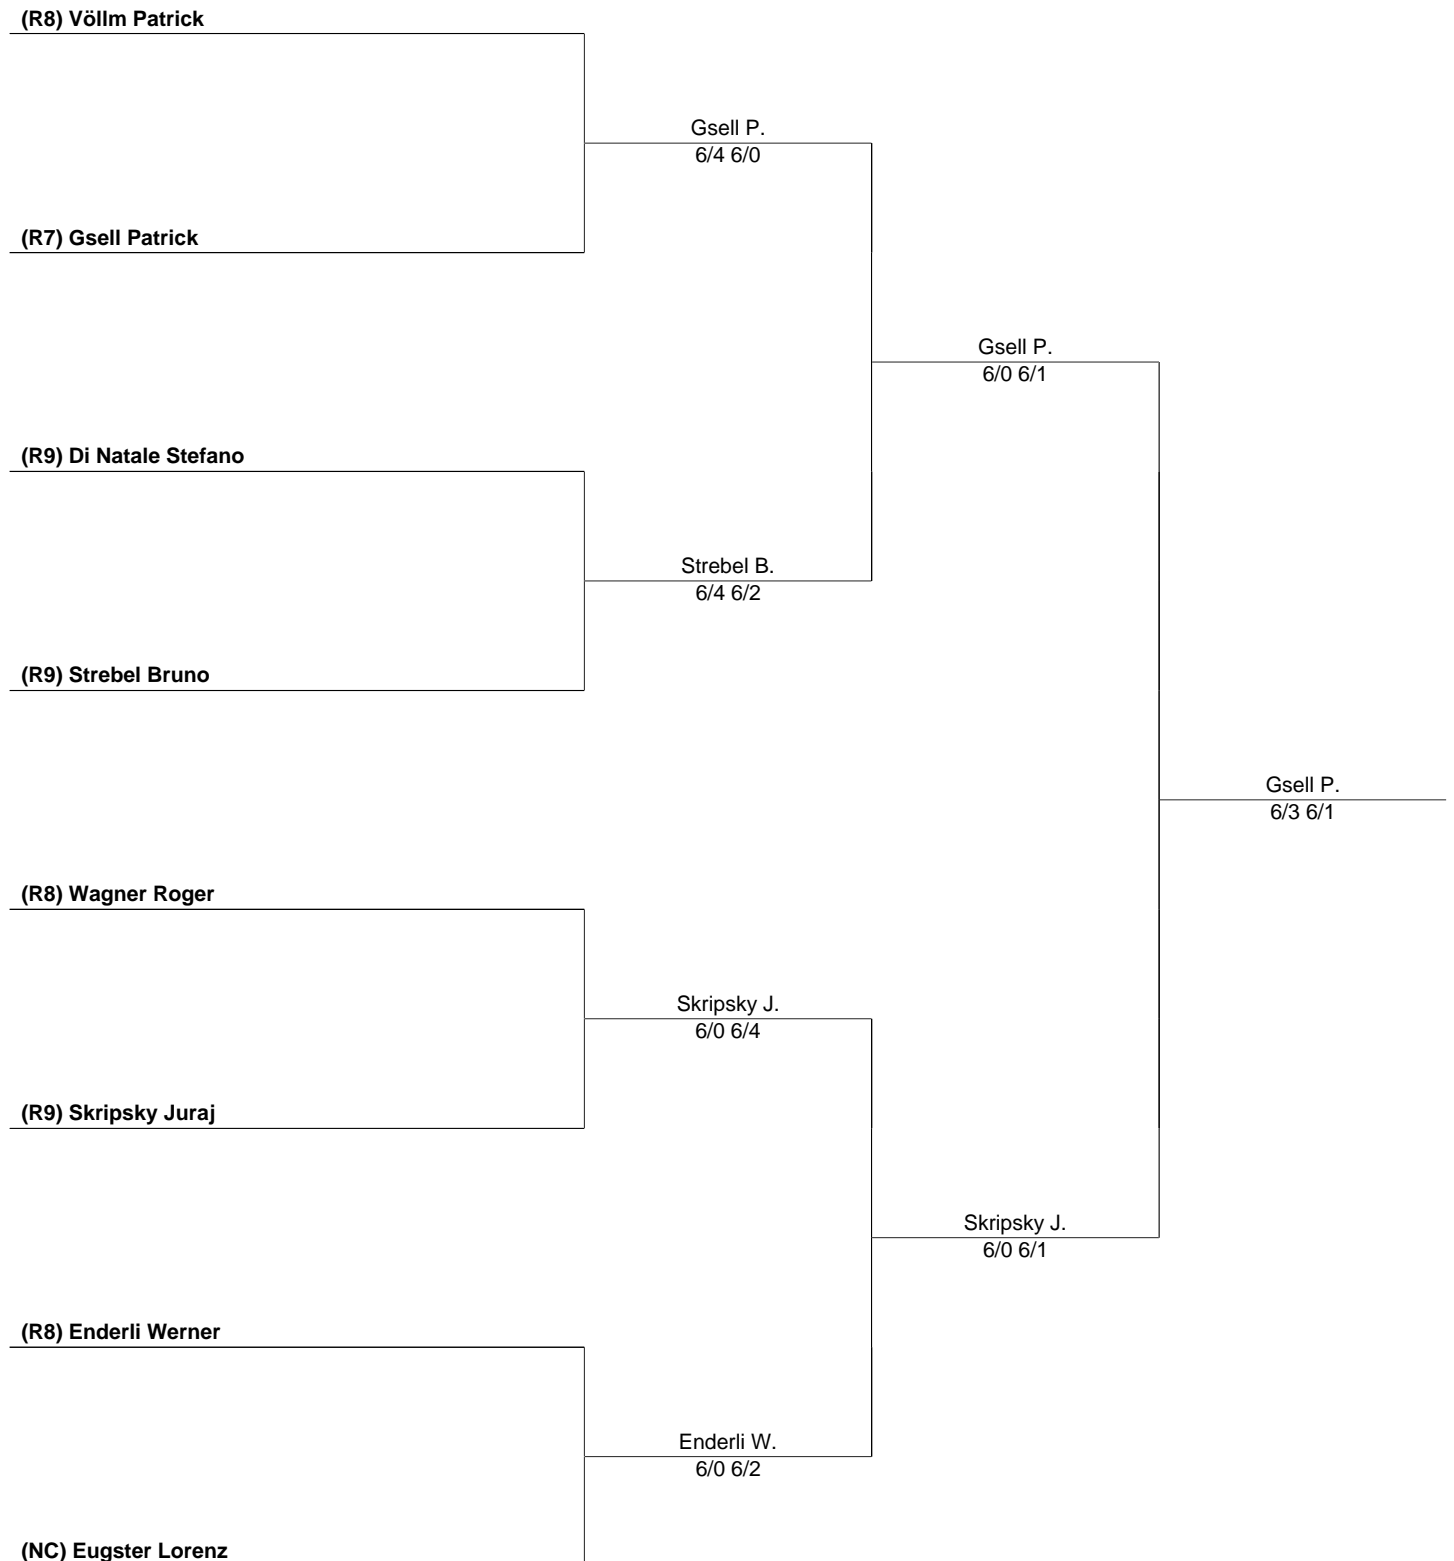 (R8) Völlm Patrick
Gsell P.
6/4 6/0
(R7) Gsell Patrick
Gsell P.
6/0 6/1
(R9) Di Natale Stefano
Strebel B.
6/4 6/2
(R9) Strebel Bruno
Gsell P.
6/3 6/1
(R8) Wagner Roger
Skripsky J.
6/0 6/4
(R9) Skripsky Juraj
Skripsky J.
6/0 6/1
(R8) Enderli Werner
Enderli W.
6/0 6/2
(NC) Eugster Lorenz